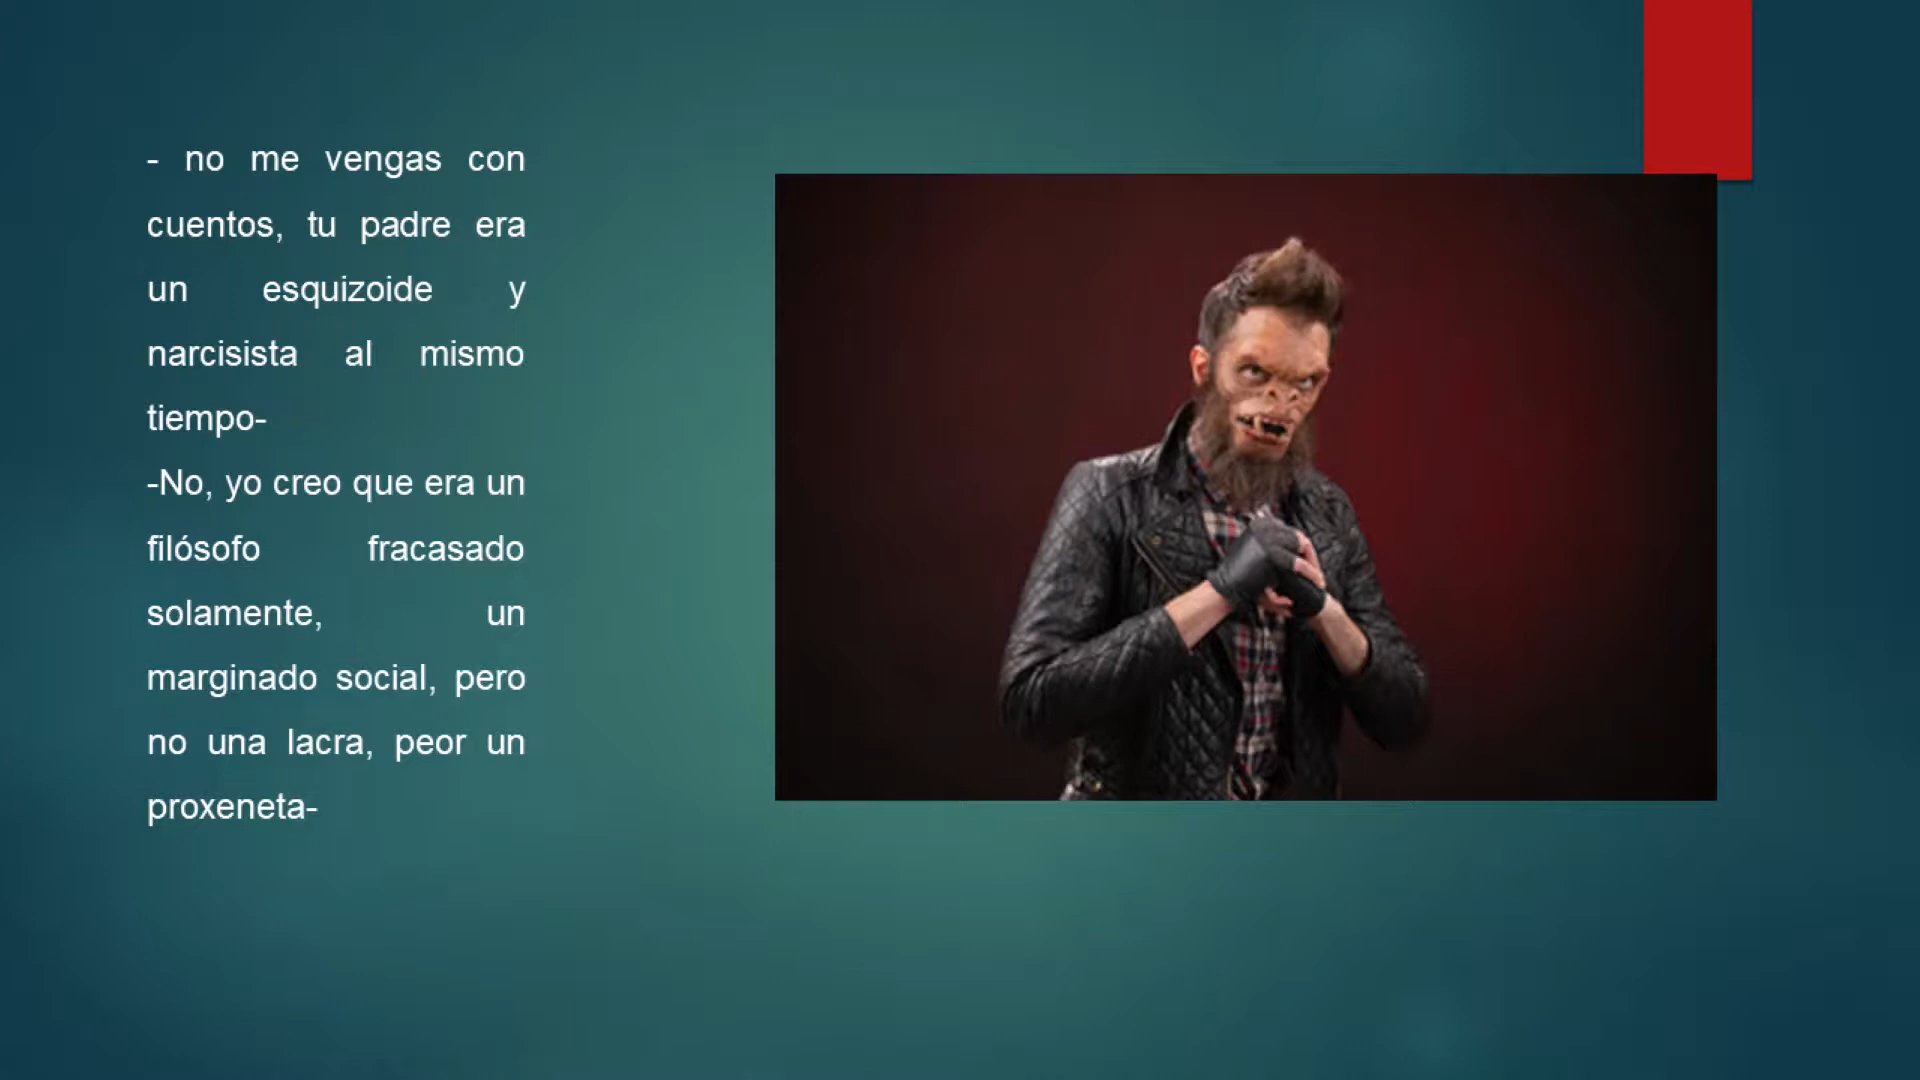 - no me vengas con
cuentos, tu padre era
un esquizoide y
narcisista al mismo
tiempo-
-No, yo creo que era un
filósofo fracasado
solamente, un
marginado social, pero
no una lacra, peor un
proxeneta-